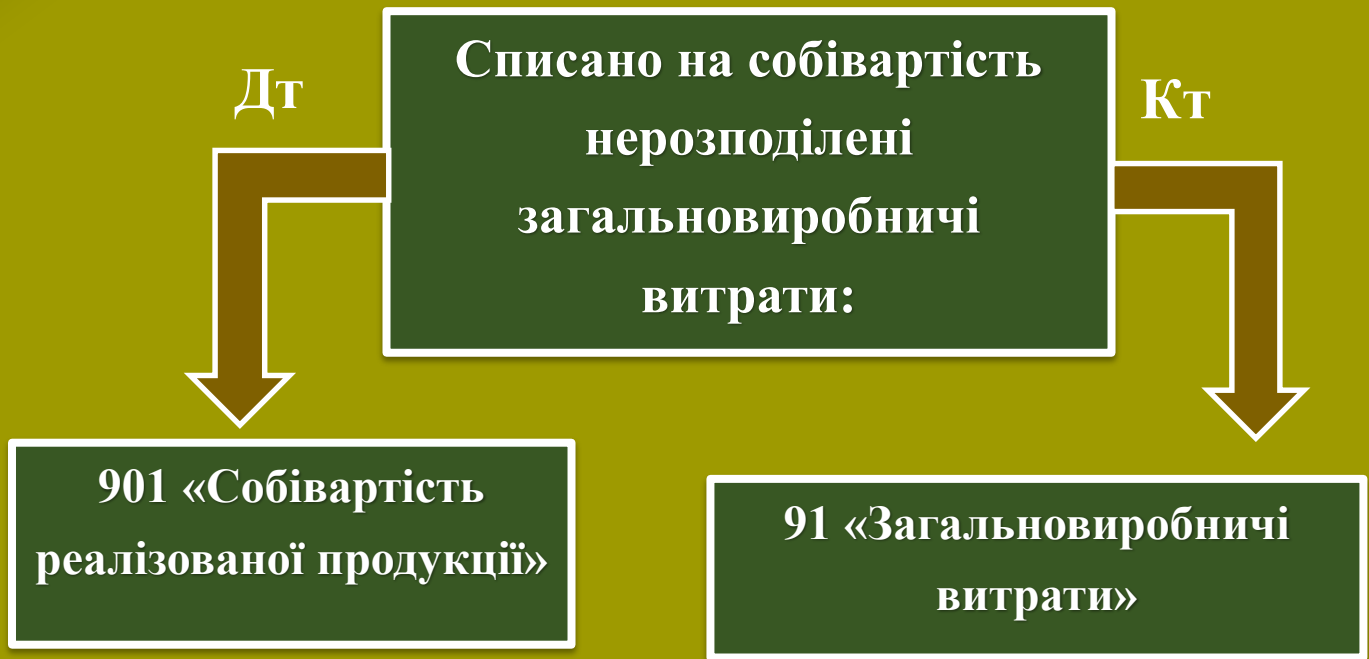 Дт
Списано на собівартість
нерозподілені
загальновиробничі
витрати:
Кт
901 «Собівартість
реалізованої продукції»
91 «Загальновиробничі
витрати»